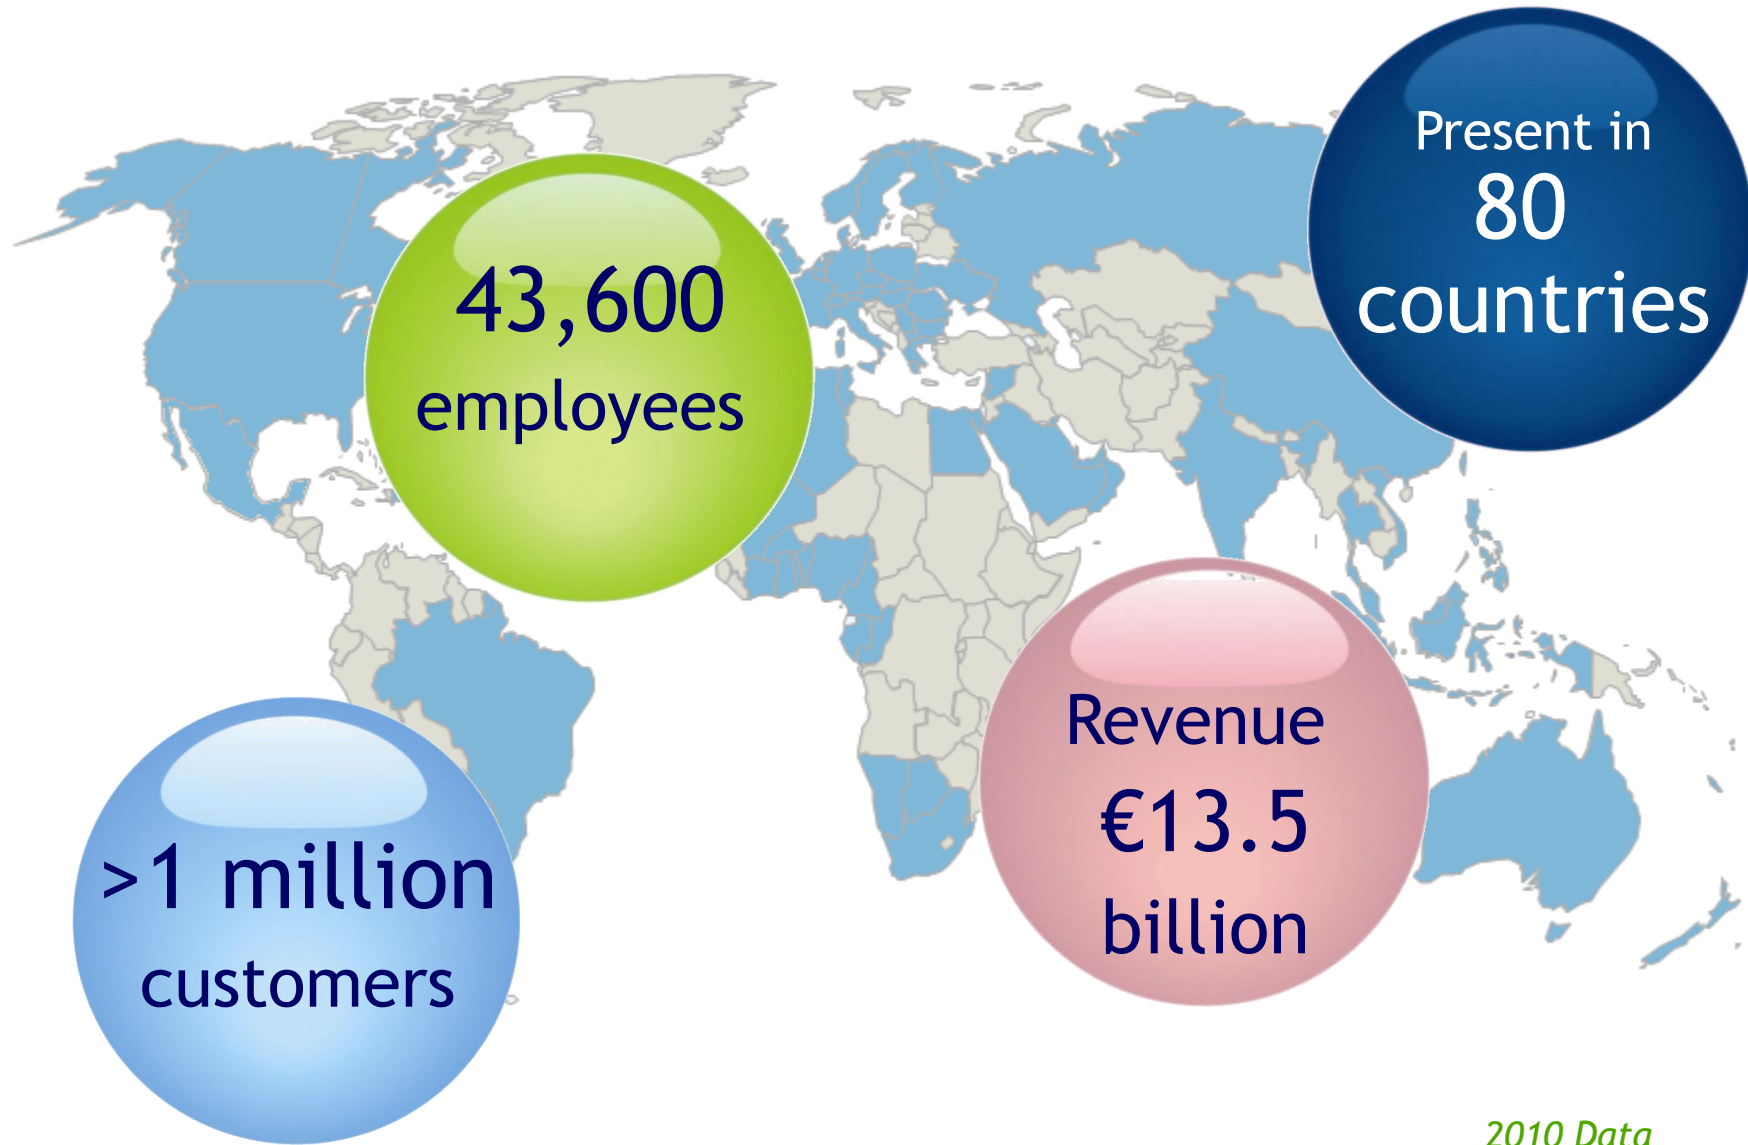 Present in
80
countries
43,600
employees
Revenue
€13.5
billion
>1 million
customers
2010 Data